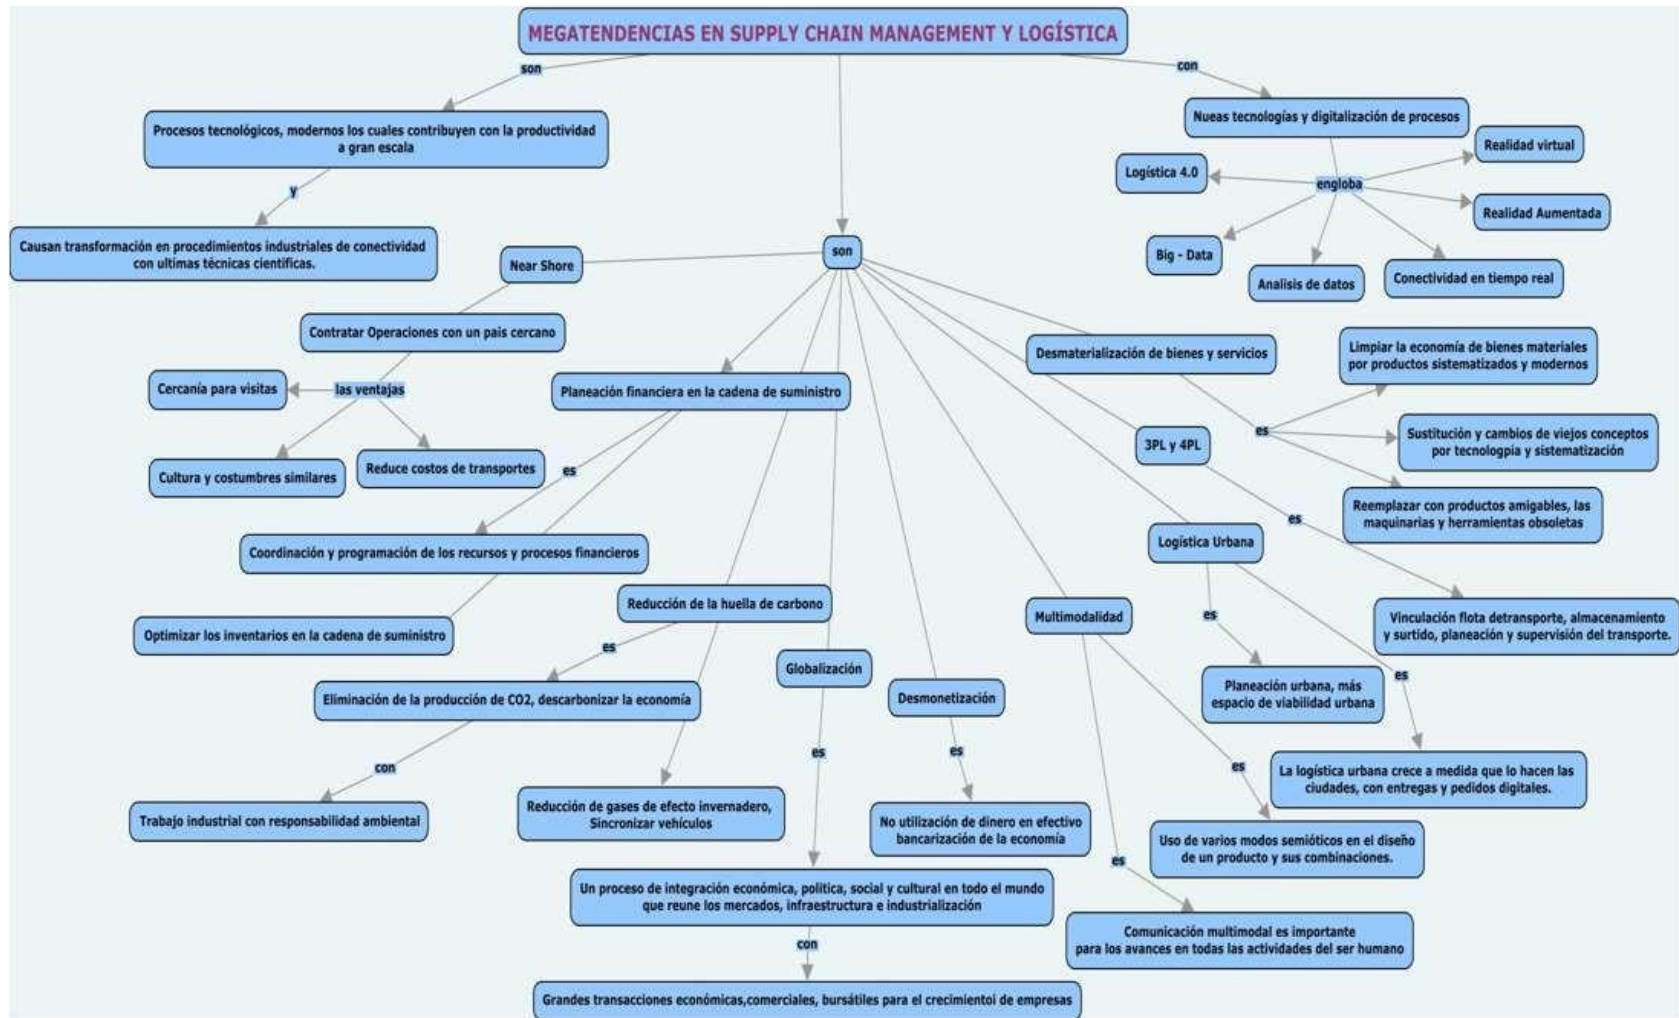 MEGATENDENCIAS EN SUPPLY CHAIN MANAGEMENT Y LOGÍSTICA
son
con
Procesos tecnológicos, modernos los cuales contribuyen con la productividad
a gran escala
Nueas tecnologías y digitalización de procesos
Realidad virtual
Logística 4.0
engloba
y
Realidad Aumentada
Causan transformación en procedimientos industriales de conectividad
con ultimas técnicas científicas.
Near Shore
son
Big - Data
Analisis de datos
Conectividad en tiempo real
Contratar Operaciones con un pais cercano
Desmaterialización de bienes y servicios
Limpiar la economía de bienes materiales
por productos sistematizados y modernos
Cercanía para visitas
las ventajas
Planeación financiera en la cadena de suministro
es
Sustitución y cambios de viejos conceptos
por tecnologpia y sistematización
3PL y 4PL
Cultura y costumbres similares
Reduce costos de transportes
es
Reemplazar con productos amigables, las
maquinarias y herramientas obsoletas
es
Coordinación y programación de los recursos y procesos financieros
Logística Urbana
Reducción de la huella de carbono
Multimodalidad
es
Vinculación flota detransporte, almacenamiento
y surtido, planeación y supervisión del transporte.
Optimizar los inventarios en la cadena de suministro
es
Globalización
es
Eliminación de la producción de CO2, descarbonizar la economía
Desmonetización
Planeación urbana, más
espacio de viabilidad urbana
con
es
es
es
La logística urbana crece a medida que lo hacen las
ciudades, con entregas y pedidos digitales.
Trabajo industrial con responsabilidad ambiental
Reducción de gases de efecto invernadero,
Sincronizar vehículos
No utilización de dinero en efectivo
bancarización de la economía
Uso de varios modos semióticos en el diseño
de un producto y sus combinaciones.
es
Un proceso de integración económica, politica, social y cultural en todo el mundo
que reune los mercados, infraestructura e industrialización
Comunicación multimodal es importante
para los avances en todas las actividades del ser humano
con
Grandes transacciones económicas,comerciales, bursátiles para el crecimientoi de empresas